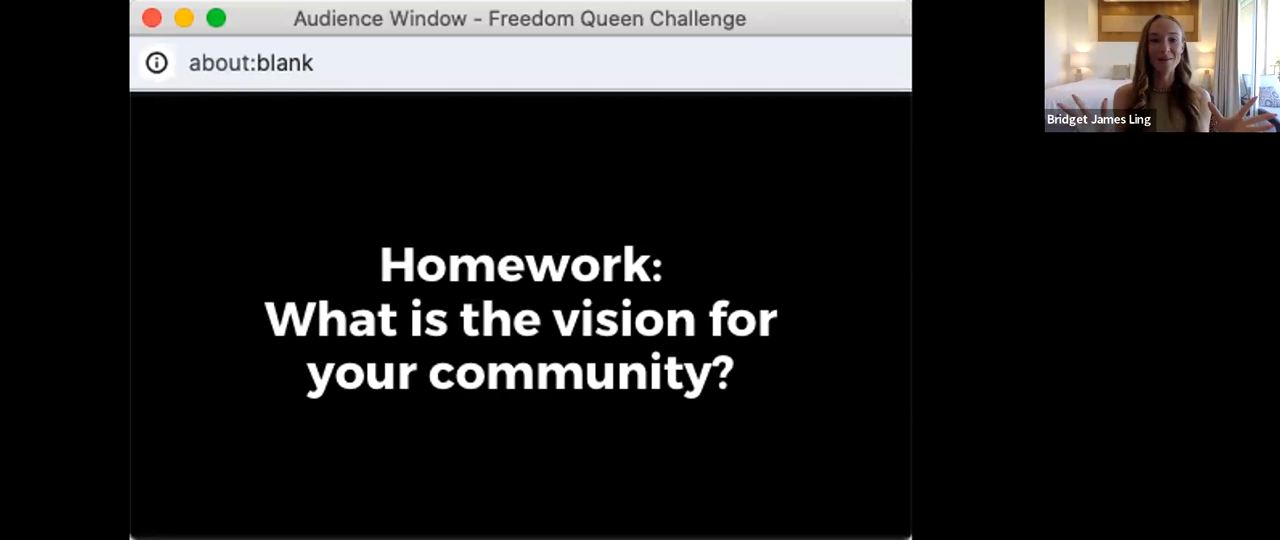 Audience Window - Freedom Queen Challenge
about:blank
Bridget James Ling
Homework:
What is the vision for
your community?